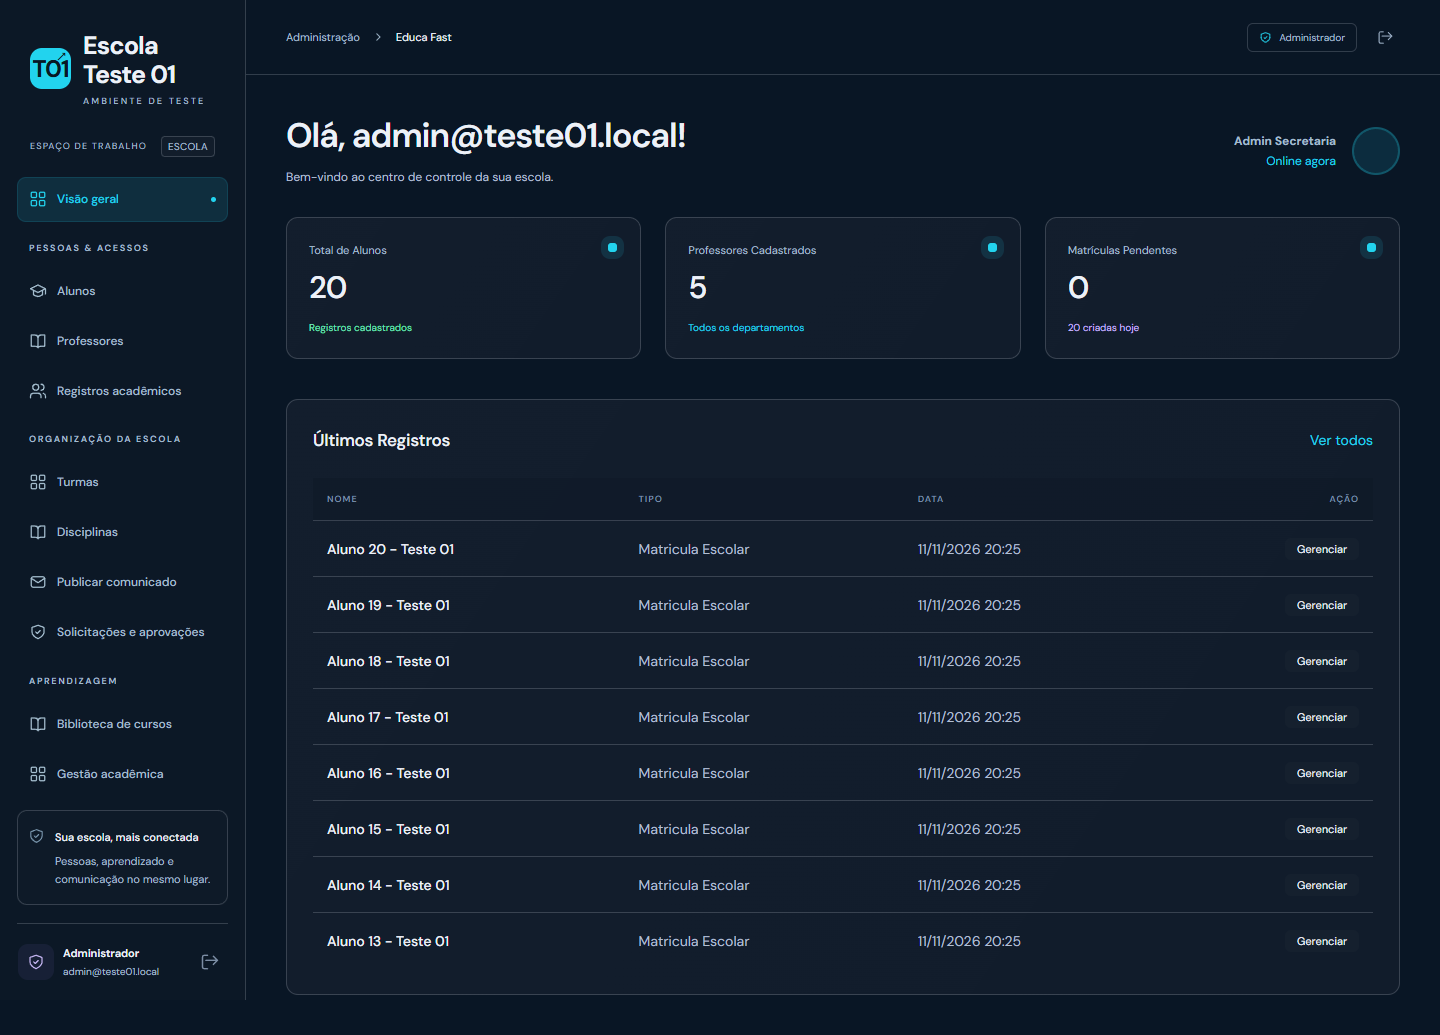 T01
Escola
Teste 01
AMBIENTE DE TESTE
ESPAÇO DE TRABALHO ESCOLA
Visão geral
PESSOAS & ACESSOS
Alunos
Professores
Registros acadêmicos
ORGANIZAÇÃO DA ESCOLA
Turmas
Disciplinas
Publicar comunicado
Solicitações e aprovações
APRENDIZAGEM
Biblioteca de cursos
Gestão acadêmica
Sua escola, mais conectada
Pessoas, aprendizado e
comunicação no mesmo lugar.
Administrador
admin@teste01.local
Administração Educa Fast
Administrador
Olá, admin@teste01.local!
Bem-vindo ao centro de controle da sua escola.
Admin Secretaria
Online agora
Total de Alunos
20
Registros cadastrados
Professores Cadastrados
5
Todos os departamentos
Matrículas Pendentes
0
20 criadas hoje
Últimos Registros Ver todos
NOME TIPO DATA AÇÃO
Aluno 20 - Teste 01 Matricula Escolar 11/11/2026 20:25 Gerenciar
Aluno 19 - Teste 01 Matricula Escolar 11/11/2026 20:25 Gerenciar
Aluno 18 - Teste 01 Matricula Escolar 11/11/2026 20:25 Gerenciar
Aluno 17 - Teste 01 Matricula Escolar 11/11/2026 20:25 Gerenciar
Aluno 16 - Teste 01 Matricula Escolar 11/11/2026 20:25 Gerenciar
Aluno 15 - Teste 01 Matricula Escolar 11/11/2026 20:25 Gerenciar
Aluno 14 - Teste 01 Matricula Escolar 11/11/2026 20:25 Gerenciar
Aluno 13 - Teste 01 Matricula Escolar 11/11/2026 20:25 Gerenciar